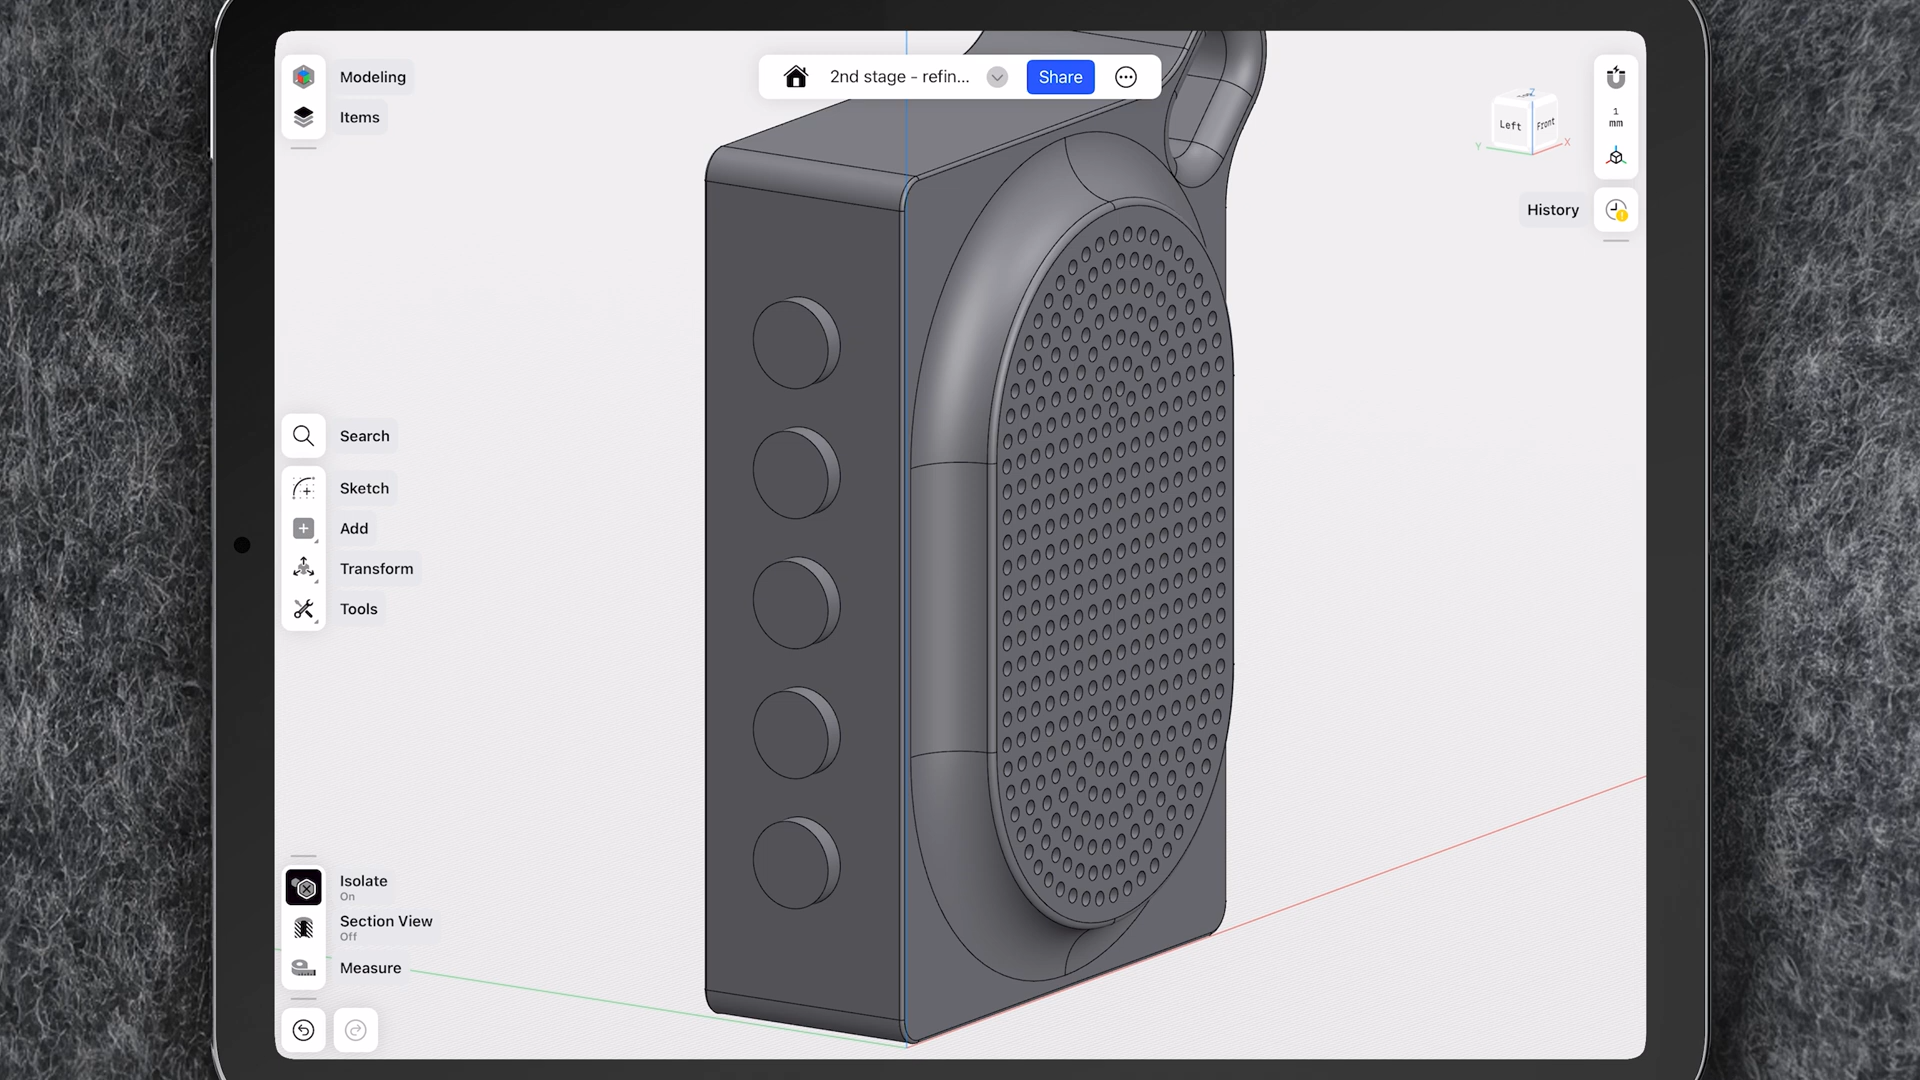 Modeling
Items
2nd stage - refin...
Share
Z
Left
Front
Y
X
1
mm
History
Search
Sketch
Add
Transform
Tools
Isolate
On
Section View
Off
Measure